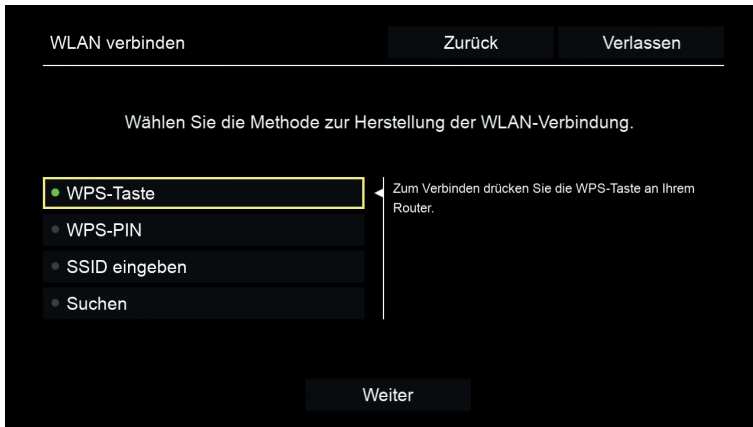 WLAN verbinden
Zurück
Verlassen
Wählen Sie die Methode zur Herstellung der WLAN-Verbindung.
WPS-Taste
WPS-PIN
SSID eingeben
Suchen
Zum Verbinden drücken Sie die WPS-Taste an Ihrem
Router.
Weiter